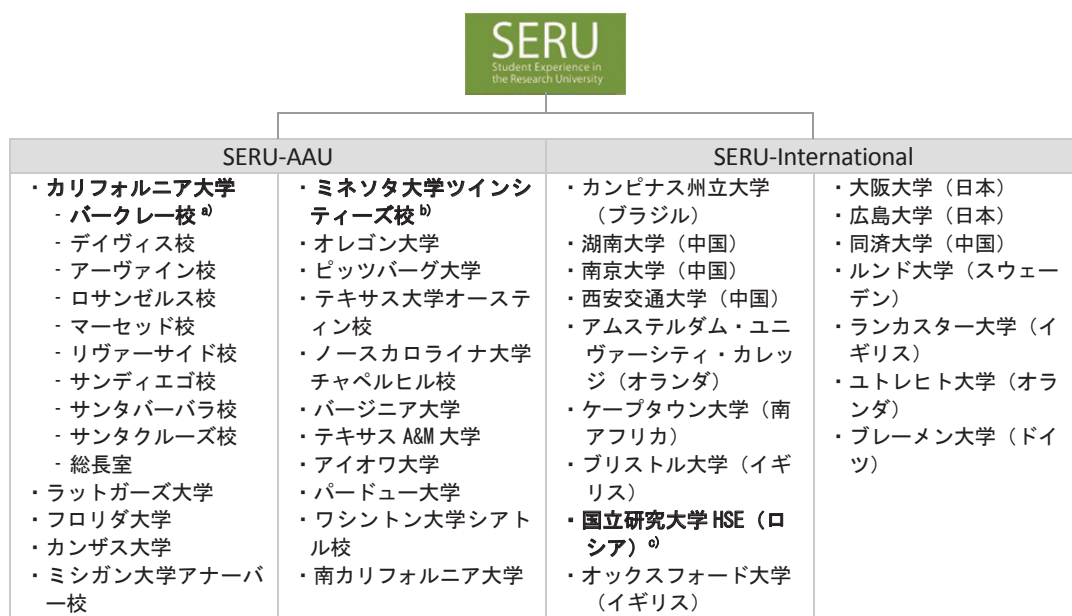 SERU
Student Experience in
the Research University
SERU-AAU
SERU-International
・カリフォルニア大学
- バークレー校 a)
- デイヴィス校
- アーヴァイン校
- ロサンゼルス校
- マーセッド校
- リヴァーサイド校
- サンディエゴ校
- サンタバーバラ校
- サンタクルーズ校
- 総長室
・ラットガーズ大学
・フロリダ大学
・カンザス大学
・ミシガン大学アナーバ
ー校
・ミネソタ大学ツインシ
ティーズ校 b)
・オレゴン大学
・ピッツバーグ大学
・テキサス大学オーステ
ィン校
・ノースカロライナ大学
チャペルヒル校
・バージニア大学
・テキサス A&M 大学
・アイオワ大学
・パードュー大学
・ワシントン大学シアト
ル校
・南カリフォルニア大学
・カンピナス州立大学
（ブラジル）
・湖南大学（中国）
・南京大学（中国）
・西安交通大学（中国）
・アムステルダム・ユニ
ヴァーシティ・カレッ
ジ（オランダ）
・ケープタウン大学（南
アフリカ）
・ブリストル大学（イギ
リス）
・国立研究大学 HSE（ロ
シア）c)
・オックスフォード大学
（イギリス）
・大阪大学（日本）
・広島大学（日本）
・同済大学（中国）
・ルンド大学（スウェー
デン）
・ランカスター大学（イ
ギリス）
・ユトレヒト大学（オラ
ンダ）
・ブレーメン大学（ドイ
ツ）